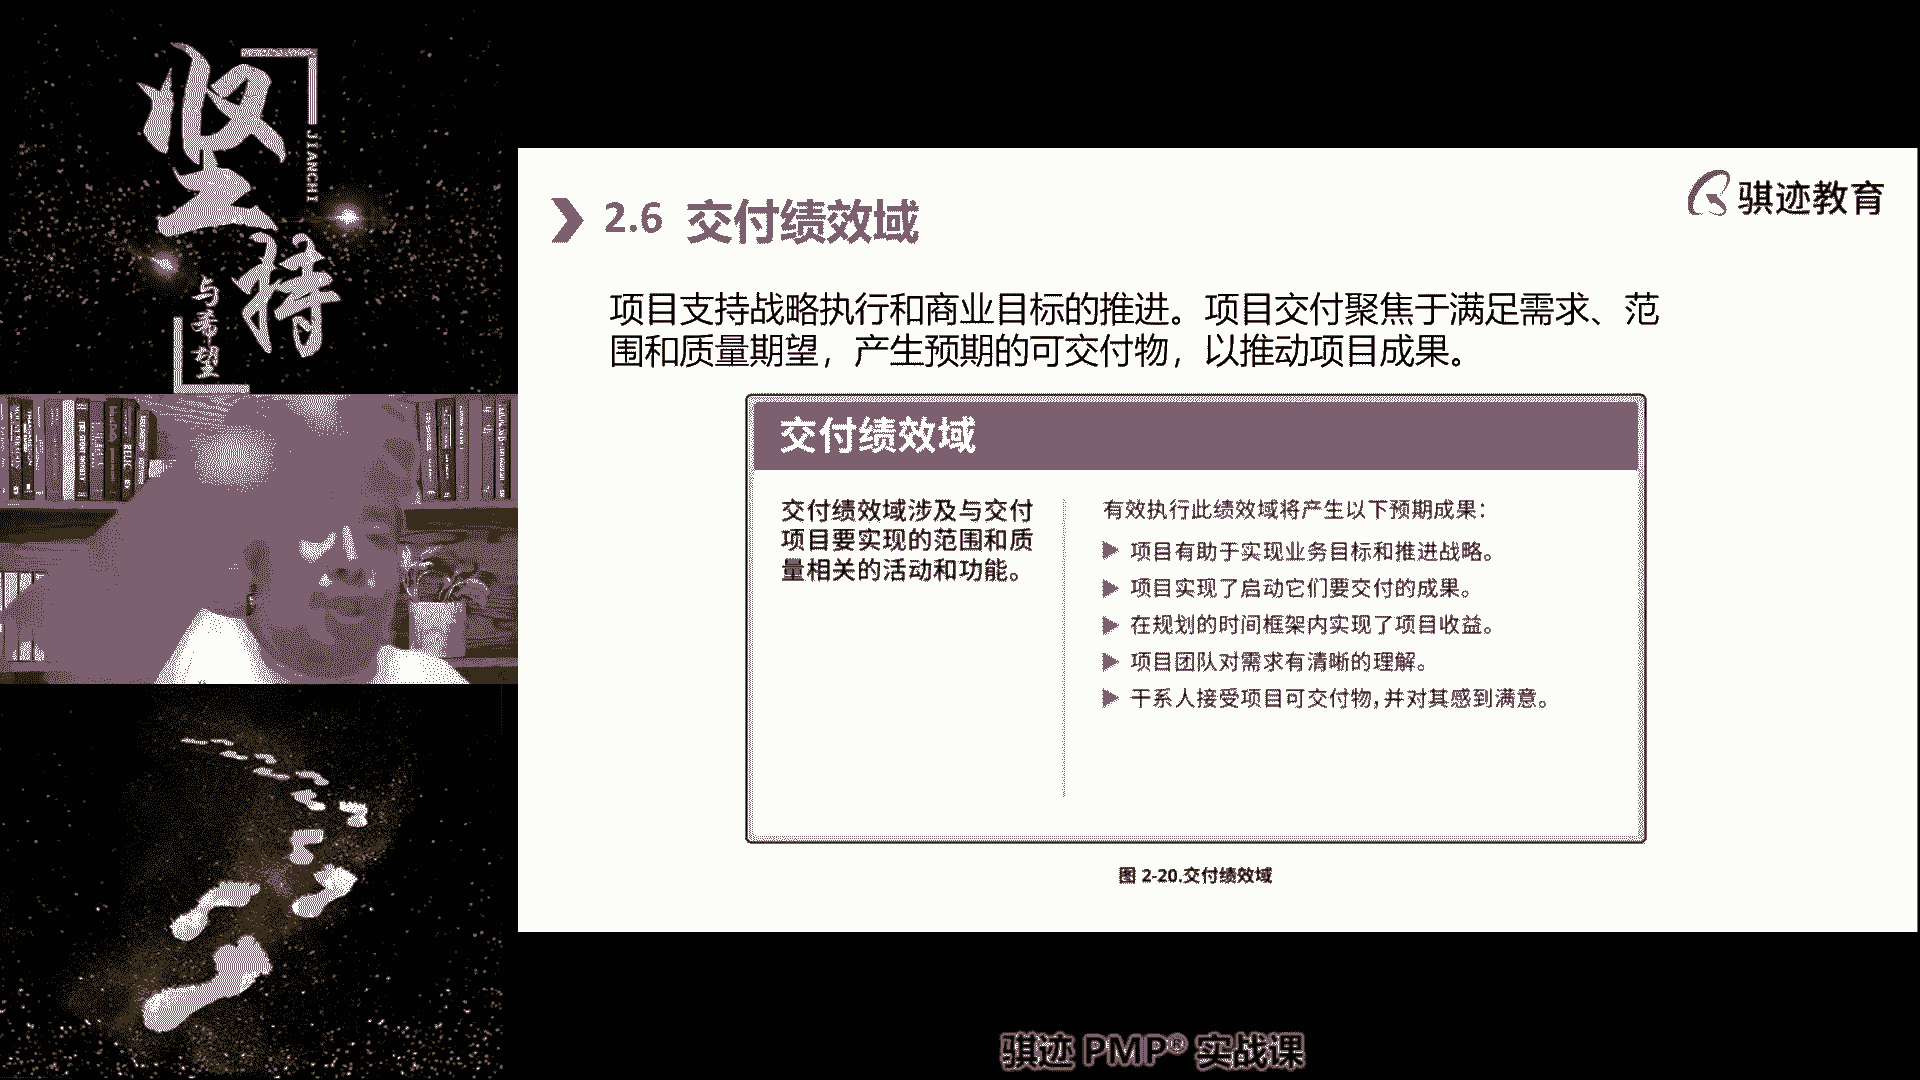 坚
持
JIANCHI
与希望
骐迹教育
2.6 交付绩效域
项目支持战略执行和商业目标的推进。项目交付聚焦于满足需求、范
围和质量期望，产生预期的可交付物，以推动项目成果。
交付绩效域
交付绩效域涉及与交付
项目要实现的范围和质
量相关的活动和功能。
有效执行此绩效域将产生以下预期成果：
▶ 项目有助于实现业务目标和推进战略。
▶ 项目实现了启动它们要交付的成果。
▶ 在规划的时间框架内实现了项目收益。
▶ 项目团队对需求有清晰的理解。
▶ 干系人接受项目可交付物，并对其感到满意。
图 2-20.交付绩效域
骐迹 PMP® 实战课